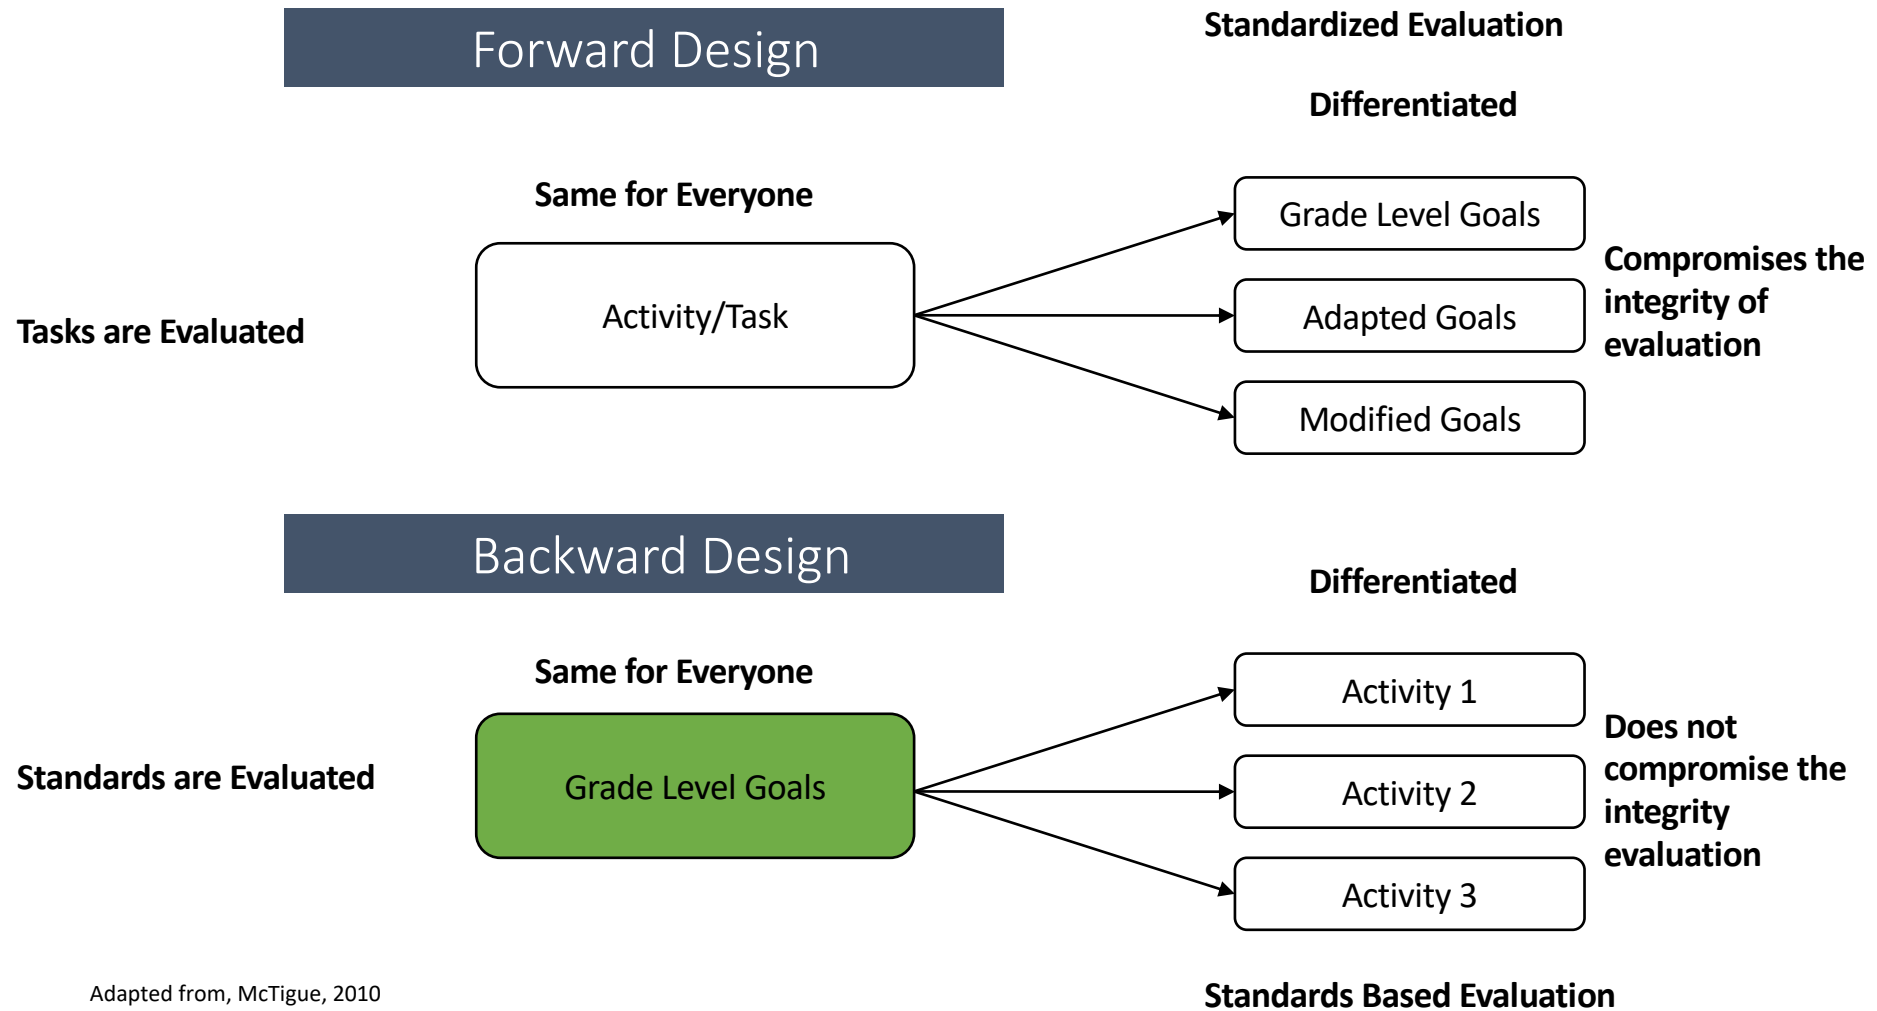 Forward Design
Standardized Evaluation
Differentiated
Same for Everyone
Tasks are Evaluated
Activity/Task
Grade Level Goals
Adapted Goals
Modified Goals
Compromises the
integrity of
evaluation
Backward Design
Differentiated
Same for Everyone
Standards are Evaluated
Grade Level Goals
Activity 1
Activity 2
Activity 3
Does not
compromise the
integrity
evaluation
Adapted from, McTigue, 2010
Standards Based Evaluation